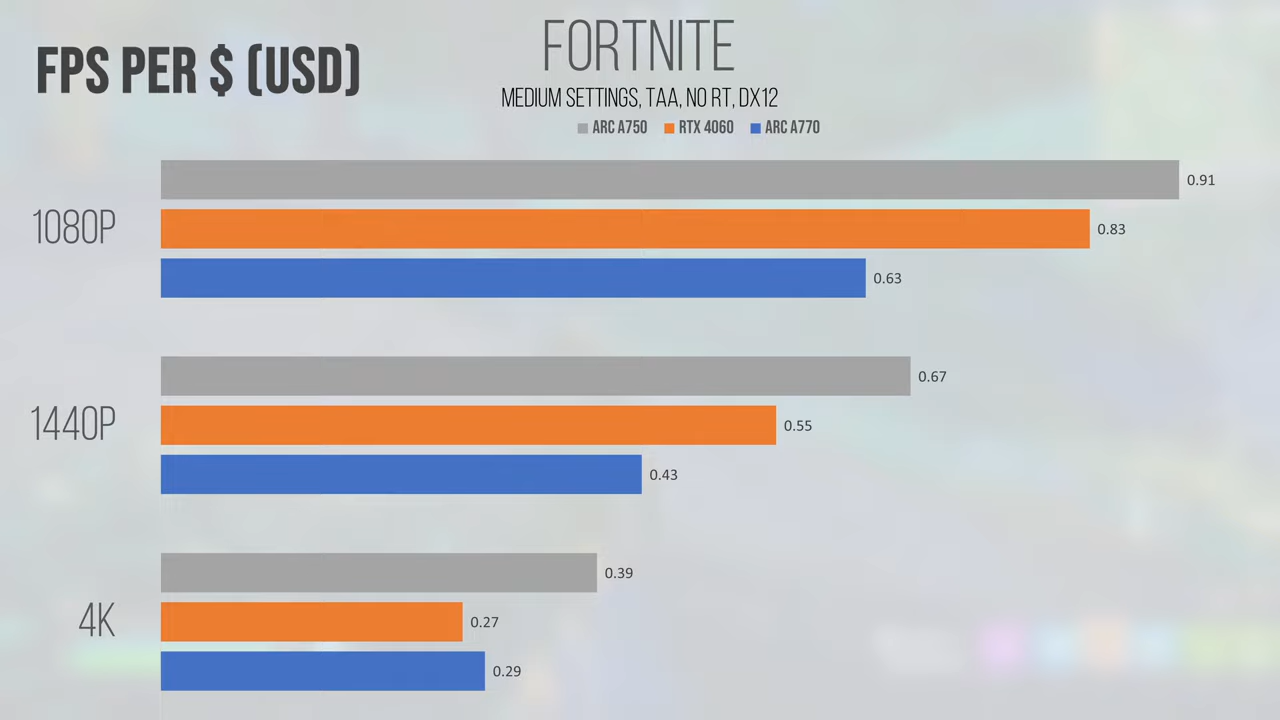 FPS PER $ (USD)
FORTNITE
MEDIUM SETTINGS, TAA, NO RT, DX12
ARC A750 RTX 4060 ARC A770
1080P
0.91
0.83
0.63
1440P
0.67
0.55
0.43
4K
0.39
0.27
0.29